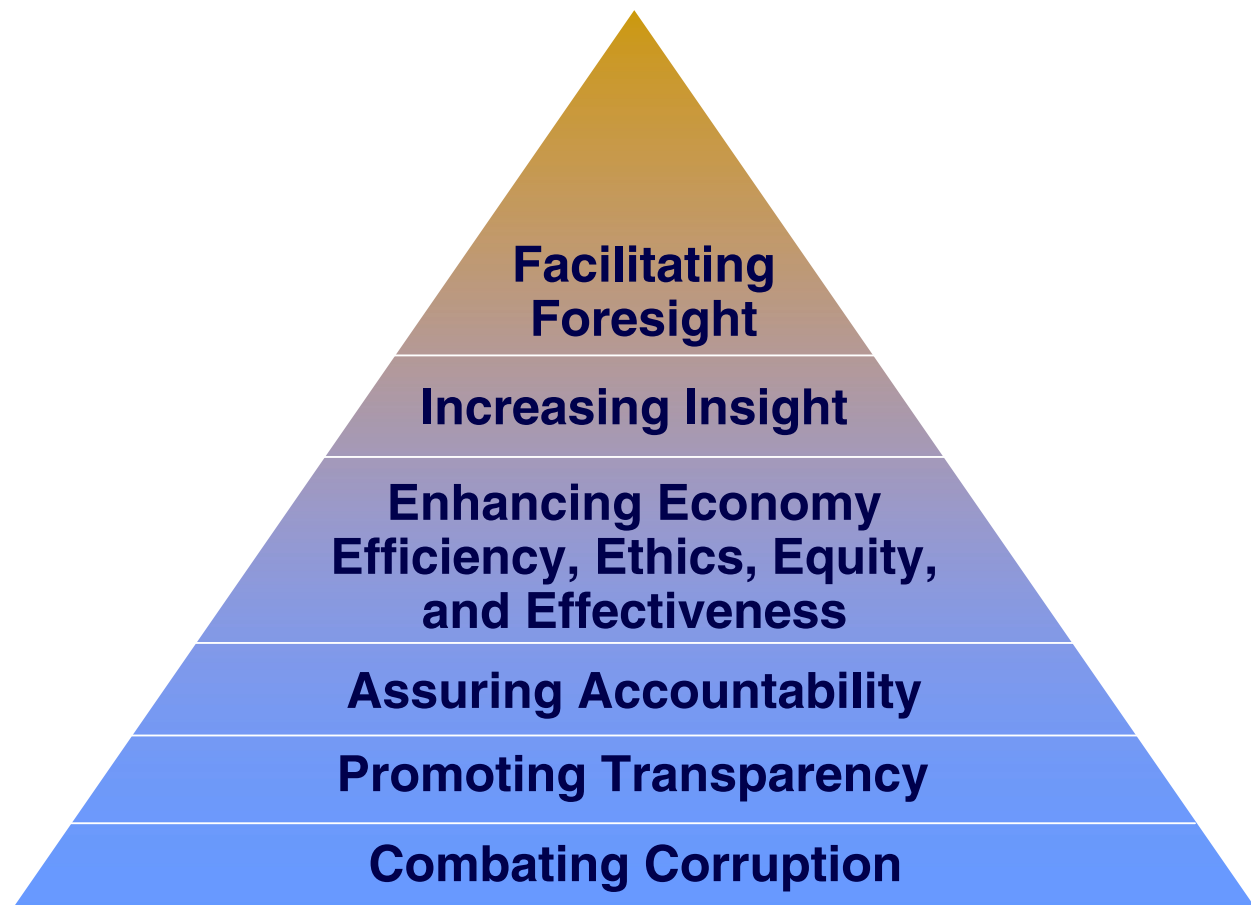 Facilitating
Foresight
Increasing Insight
Enhancing Economy
Efficiency, Ethics, Equity,
and Effectiveness
Assuring Accountability
Promoting Transparency
Combating Corruption